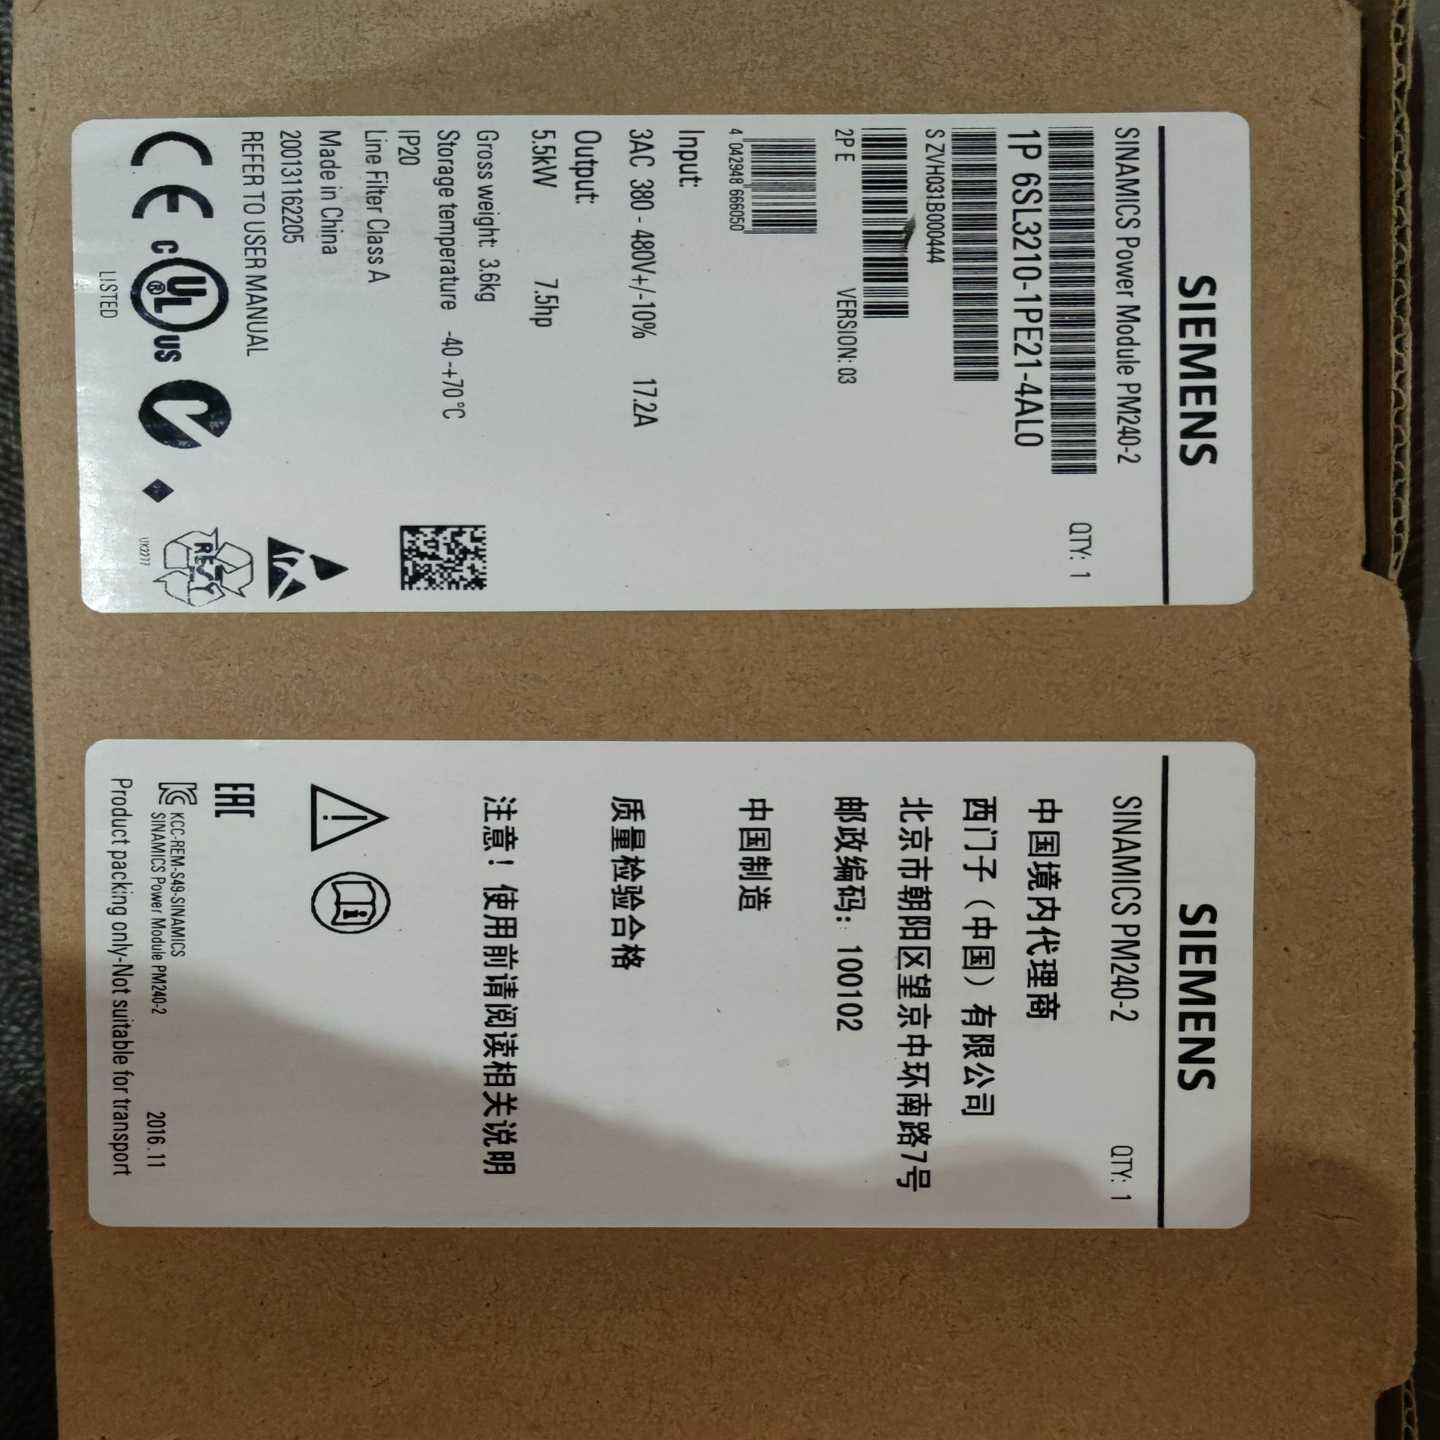 SIEMENS
SINAMICS Power Module PM240-2
QTY: 1
1P 6SL3210-1PE21-4AL0
S ZVH031B000444
2P E
VERSION: 03
4 042948 666050
Input:
3AC 380 - 480V+/-10% 17.2A
Output:
5.5kW 7.5hp
Gross weight: 3.6kg
Storage temperature -40 -+70 °C
IP20
Line Filter Class A
Made in China
200131162205
REFER TO USER MANUAL
CE
C UL ® US
LISTED
UX2277
RESY
SIEMENS
SINAMICS PM240-2
QTY: 1
中国境内代理商
西门子（中国）有限公司
北京市朝阳区望京中环南路7号
邮政编码：100102
中国制造
质量检验合格
注意！使用前请阅读相关说明
EAC
KCC-REM-S49-SINAMICS
SINAMICS Power Module PM240-2
2016.11
Product packing only-Not suitable for transport